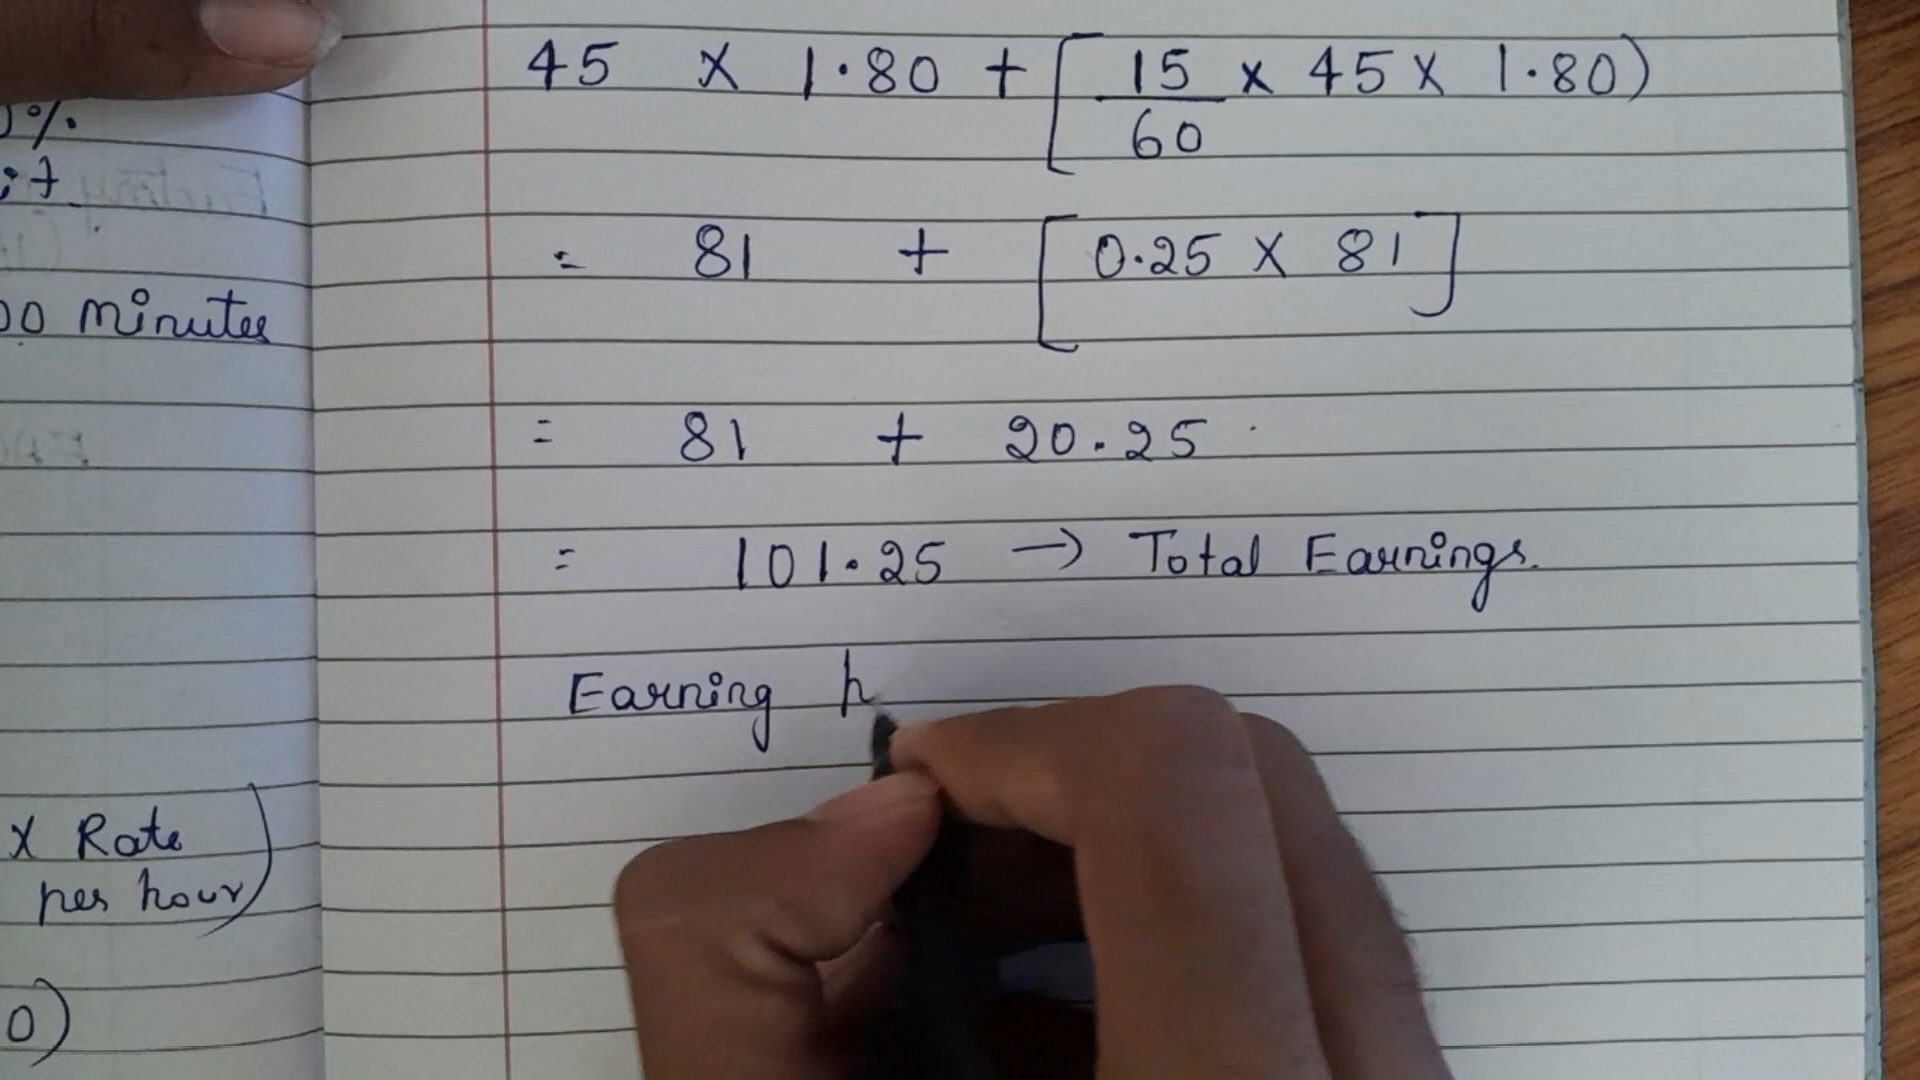 %.
00 minutes
X Rate
per hour)
0)
45 X 1.80 + [ 15/60 x 45 x 1.80)
= 81 + [ 0.25 X 81 ]
= 81 + 20.25
= 101.25 → Total Earnings.
Earning